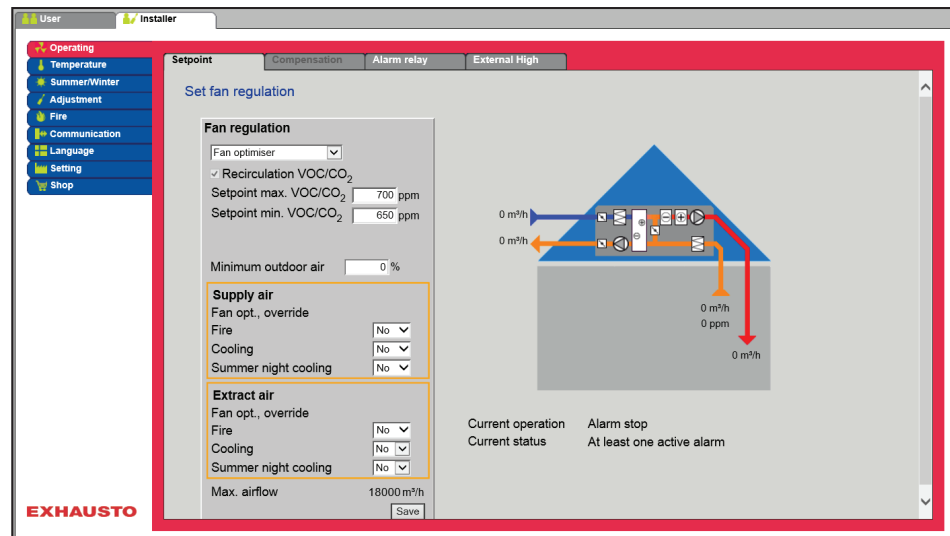 User
Installer
Operating
Temperature
Summer/Winter
Adjustment
Fire
Communication
Language
Setting
Shop
EXHAUSTO
Setpoint
Compensation
Alarm relay
External High
Set fan regulation
Fan regulation
Fan optimiser
Recirculation VOC/CO2
Setpoint max. VOC/CO2 700 ppm
Setpoint min. VOC/CO2 650 ppm
Minimum outdoor air 0 %
Supply air
Fan opt., override
Fire No
Cooling No
Summer night cooling No
Extract air
Fan opt., override
Fire No
Cooling No
Summer night cooling No
Max. airflow 18000 m³/h
Save
0 m³/h
0 m³/h
0 m³/h
0 ppm
0 m³/h
Current operation Alarm stop
Current status At least one active alarm